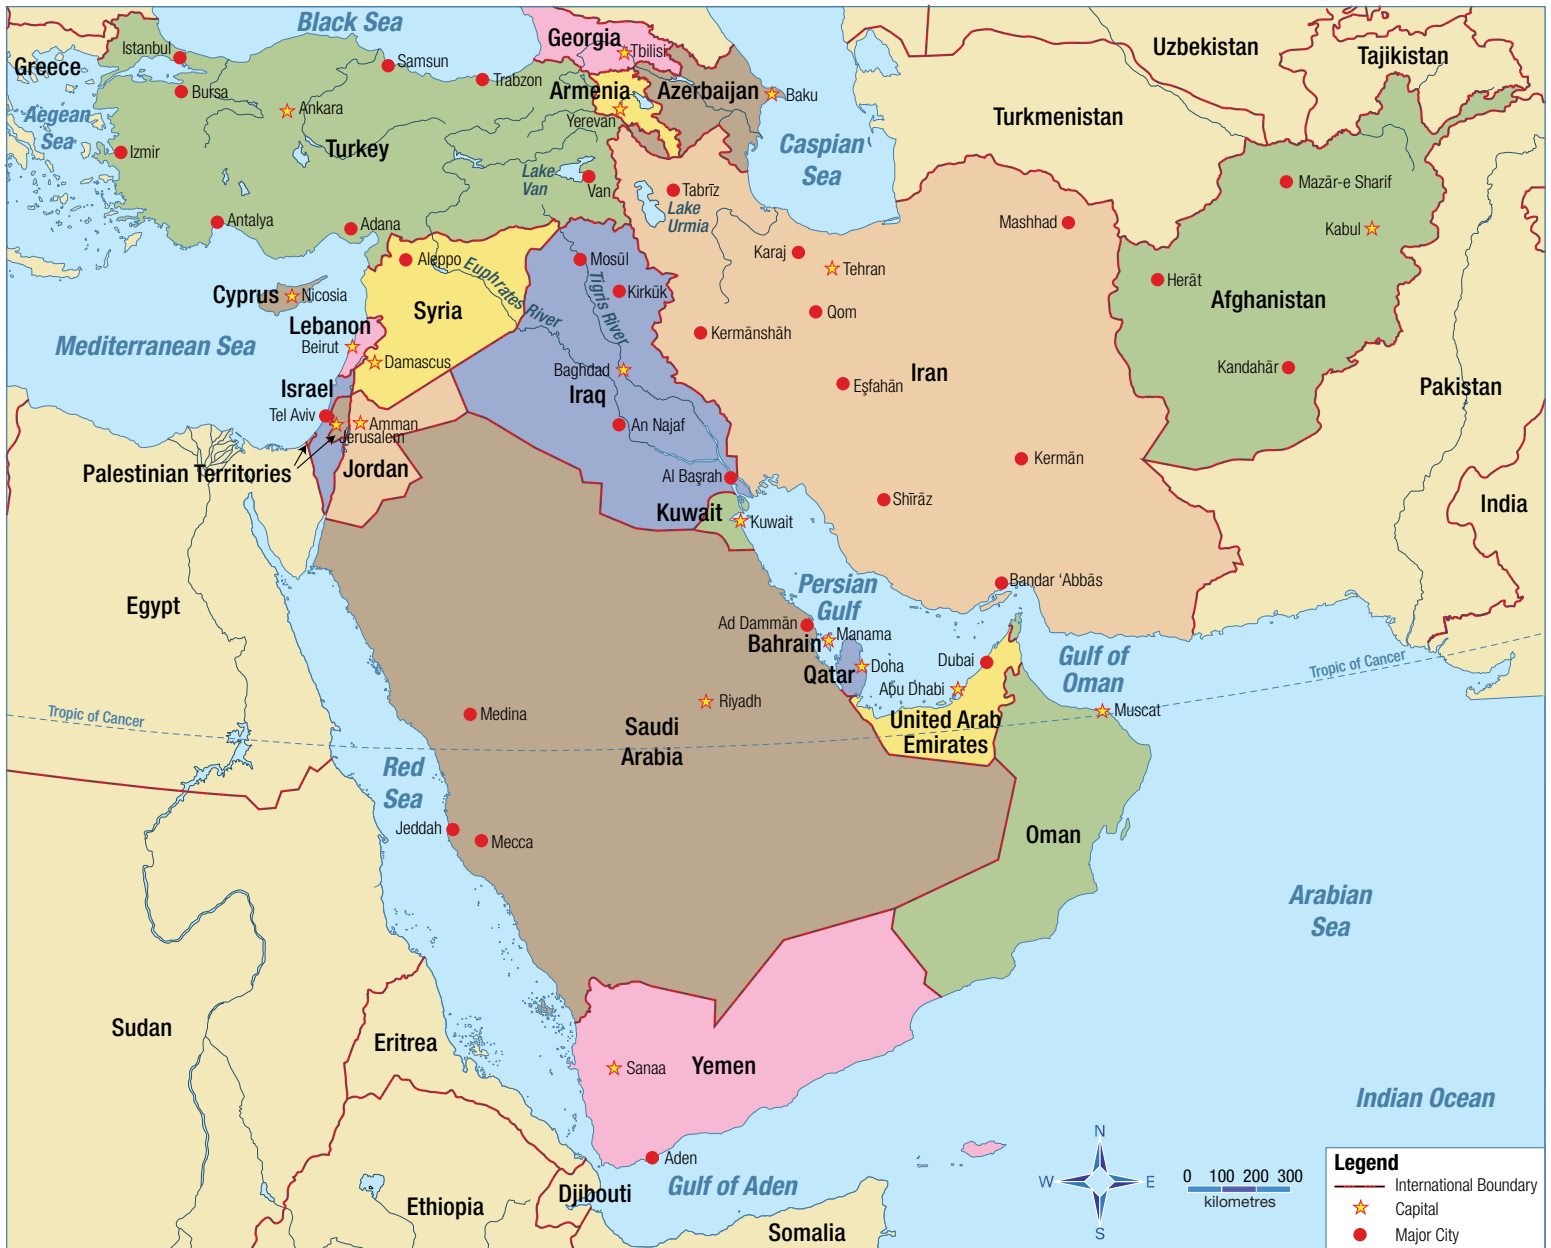 Black Sea
Georgia
Tbilisi
Uzbekistan
Tajikistan
Istanbul
Greece
Samsun
Trabzon
Bursa
Ankara
Armenia
Azerbaijan
Baku
Yerevan
Turkmenistan
Aegean
Sea
Izmir
Turkey
Caspian
Sea
Lake
Van
Van
Tabrīz
Lake
Urmia
Mazār-e Sharif
Antalya
Adana
Mashhad
Kabul
Karaj
Tehran
Aleppo
Mosūl
Euphrates River
Tigris River
Kirkūk
Herāt
Afghanistan
Cyprus
Nicosia
Syria
Qom
Lebanon
Kermānshāh
Beirut
Mediterranean Sea
Damascus
Baghdad
Iraq
Iran
Eşfahān
Kandahār
Pakistan
Israel
Tel Aviv
Amman
Jerusalem
An Najaf
Kermān
Palestinian Territories
Jordan
Al Başrah
Shīrāz
India
Kuwait
Kuwait
Egypt
Persian
Gulf
Bandar ‘Abbās
Ad Dammān
Bahrain
Manama
Qatar
Doha
Dubai
Abu Dhabi
Gulf of
Oman
Tropic of Cancer
Muscat
Medina
Riyadh
Saudi
Arabia
United Arab
Emirates
Tropic of Cancer
Red
Sea
Jeddah
Mecca
Oman
Arabian
Sea
Sudan
Eritrea
Sanaa
Yemen
Indian Ocean
Aden
Gulf of Aden
Djibouti
Ethiopia
Somalia
N
W
E
S
0 100 200 300
kilometres
Legend
International Boundary
Capital
Major City